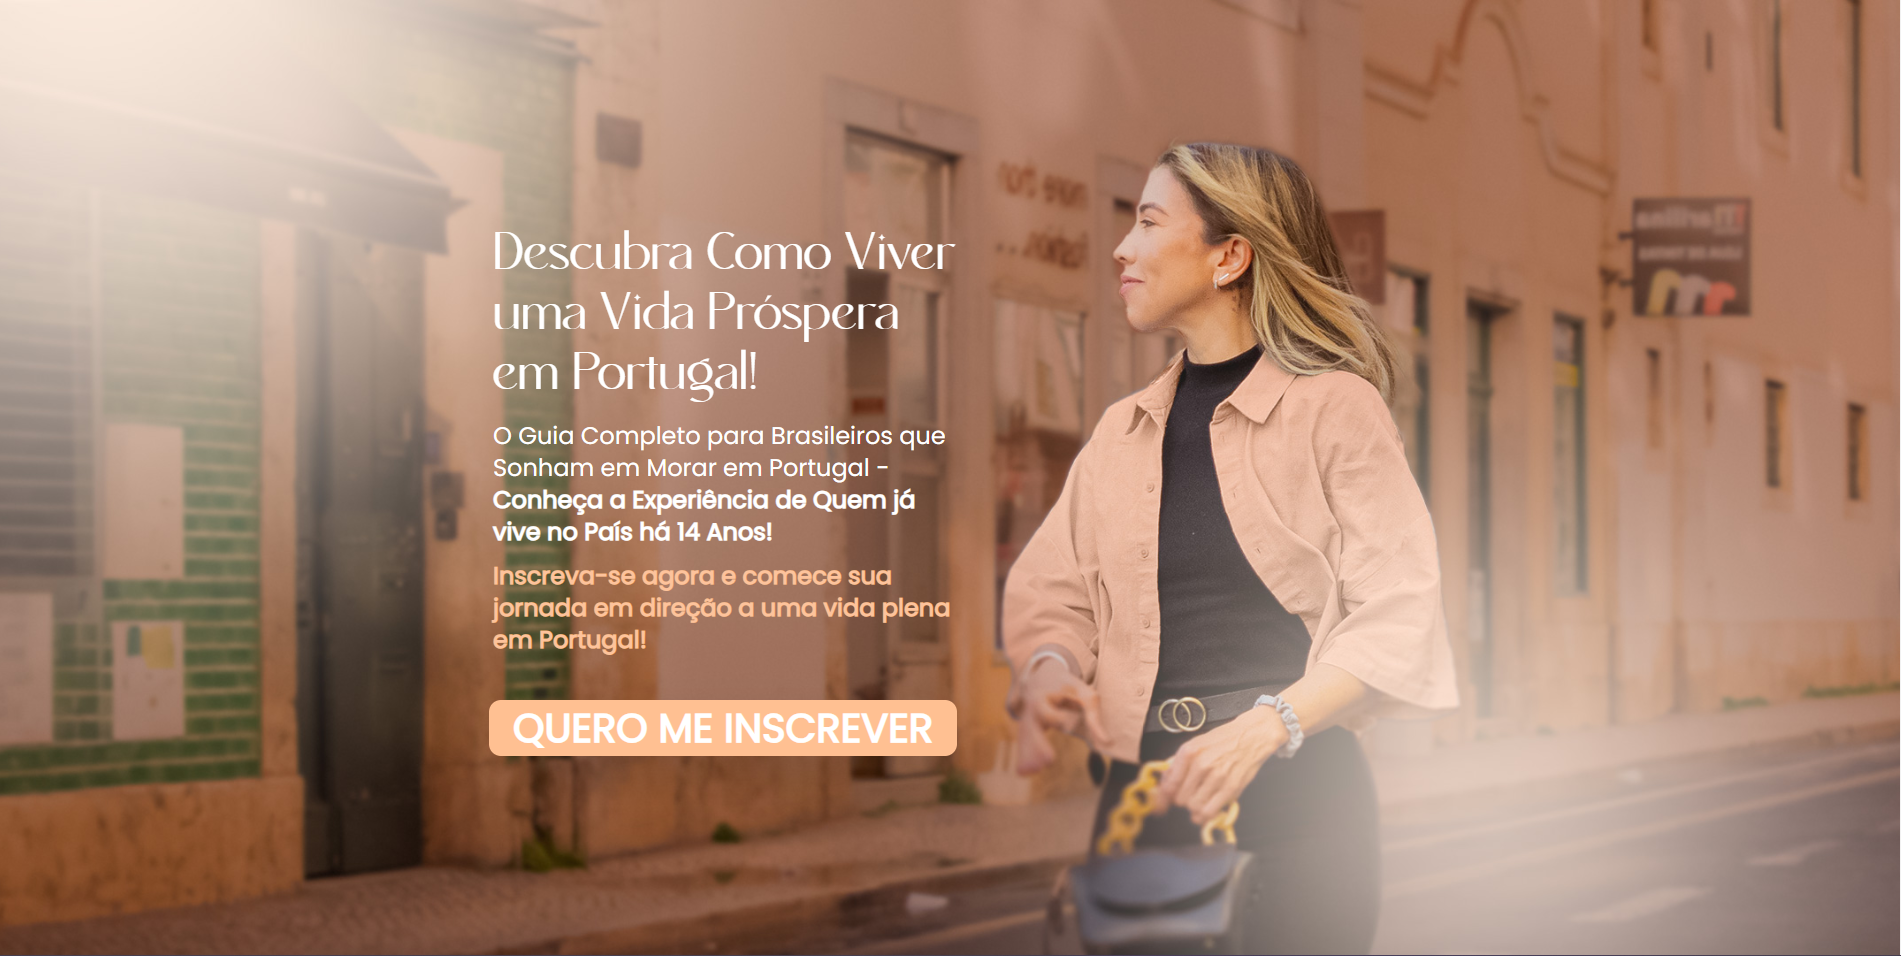 Descubra Como Viver
uma Vida Próspera
em Portugal!
O Guia Completo para Brasileiros que
Sonham em Morar em Portugal -
Conheça a Experiência de Quem já
vive no País há 14 Anos!
Inscreva-se agora e comece sua
jornada em direção a uma vida plena
em Portugal!
QUERO ME INSCREVER